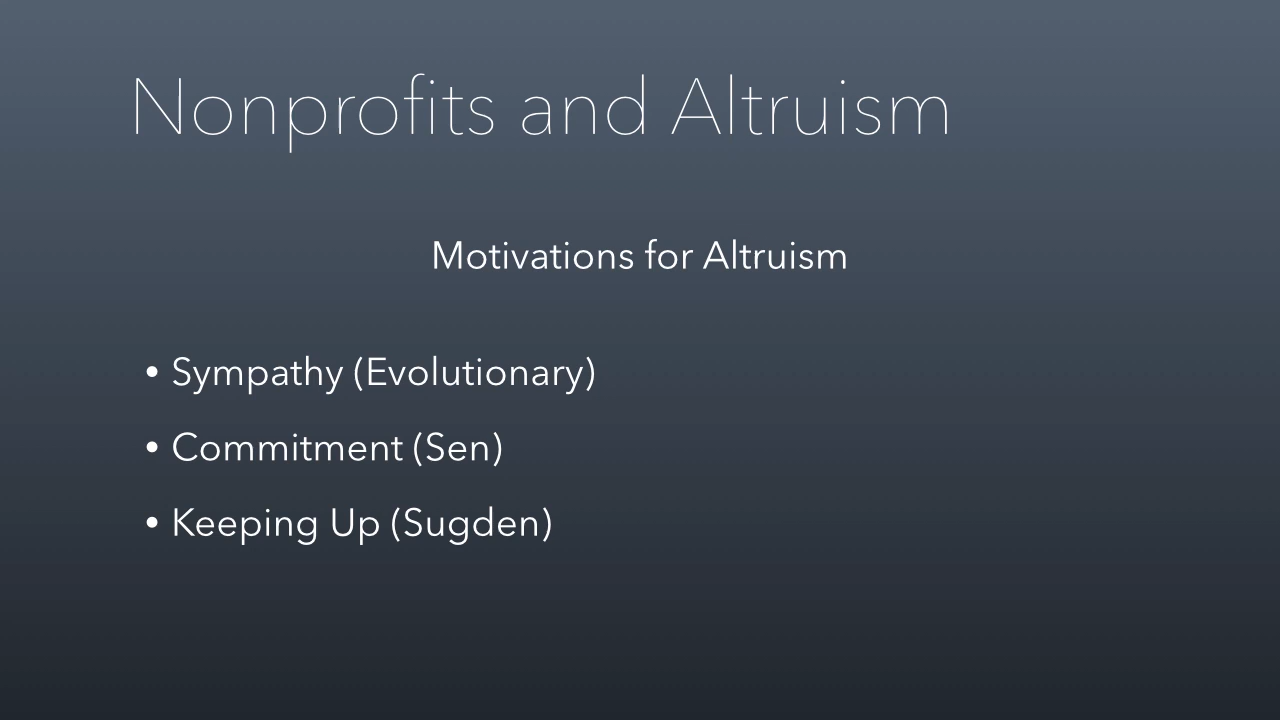 Nonprofits and Altruism
Motivations for Altruism
• Sympathy (Evolutionary)
• Commitment (Sen)
• Keeping Up (Sugden)